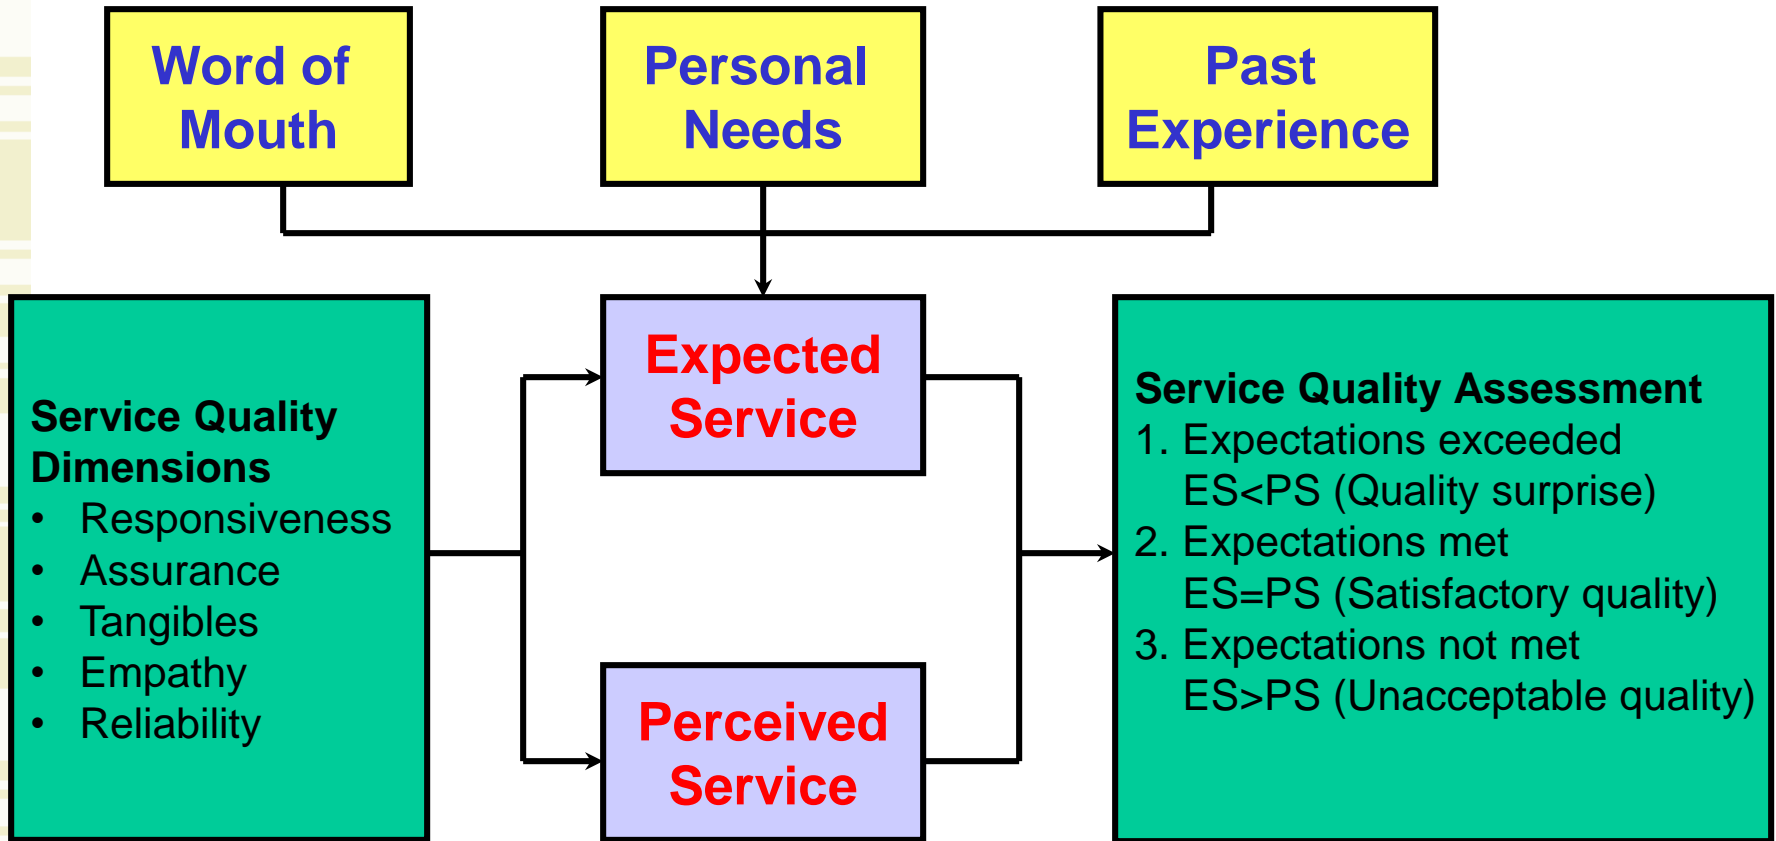 Word of
Mouth
Personal
Needs
Past
Experience
Service Quality
Dimensions
• Responsiveness
• Assurance
• Tangibles
• Empathy
• Reliability
Expected
Service
Perceived
Service
Service Quality Assessment
1. Expectations exceeded
ES<PS (Quality surprise)
2. Expectations met
ES=PS (Satisfactory quality)
3. Expectations not met
ES>PS (Unacceptable quality)